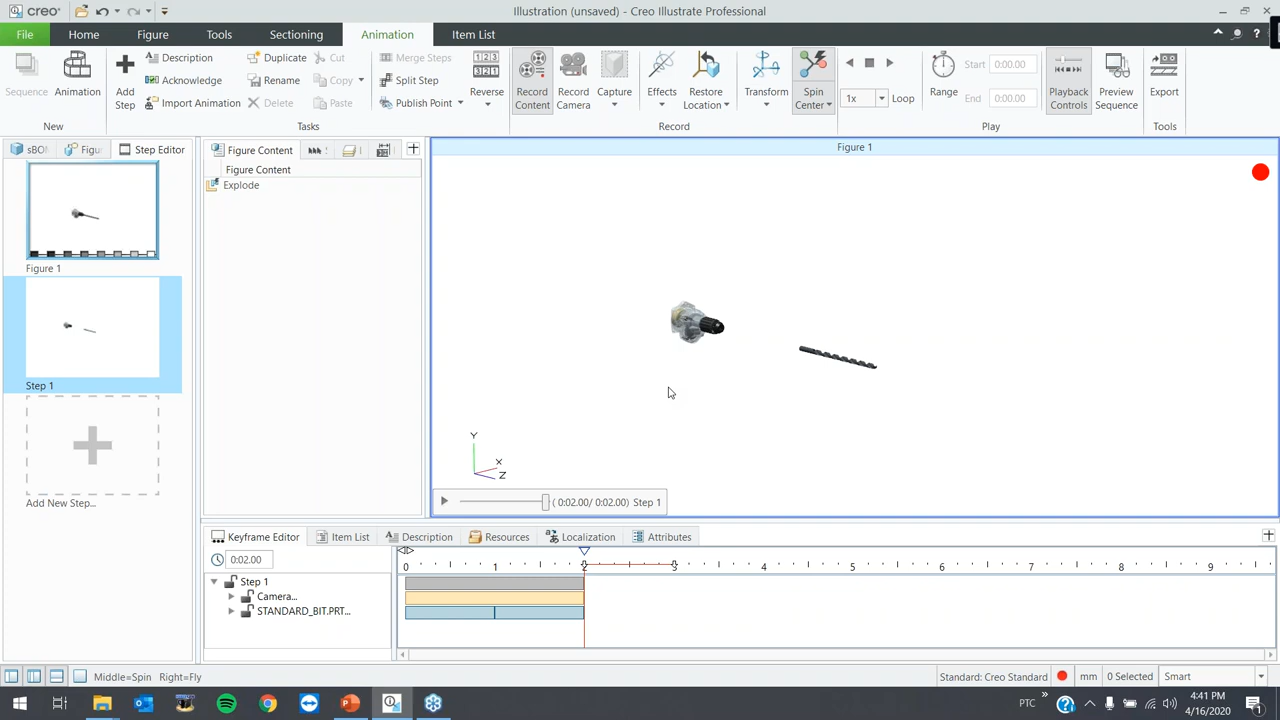 creo
Illustration (unsaved) - Creo Illustrate Professional
File
Home
Figure
Tools
Sectioning
Animation
Item List
Sequence
Animation
New
Add Step
Description
Acknowledge
Import Animation
Duplicate
Rename
Delete
Cut
Copy
Paste
Tasks
Merge Steps
Split Step
Publish Point
Reverse
Record Content
Record Camera
Capture
Effects
Restore Location
Record
Transform
Spin Center
1x
Loop
Range
Start 0:00.00
End 0:00.00
Play
Playback Controls
Preview Sequence
Export
Tools
sBO
Figu
Step Editor
Figure 1
Step 1
Add New Step...
Figure Content
Figure Content
Explode
Figure 1
Y
X
Z
( 0:02.00/ 0:02.00) Step 1
Keyframe Editor
Item List
Description
Resources
Localization
Attributes
0:02.00
0 1 2 3 4 5 6 7 8 9
Step 1
Camera...
STANDARD_BIT.PRT...
Middle=Spin Right=Fly
Standard: Creo Standard
mm
0 Selected
Smart
PTC
4:41 PM
4/16/2020